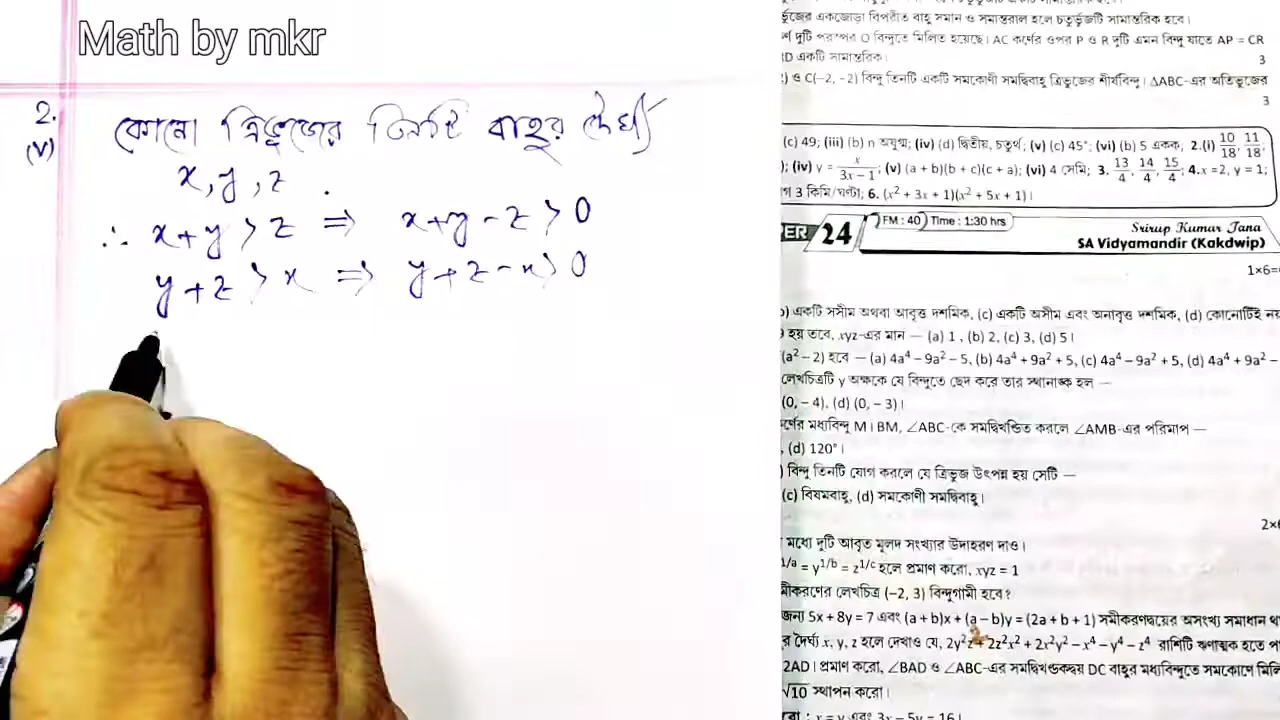 Math by mkr
2.
(v)
কোনো ত্রিভুজের তিনটি বাহুর দৈর্ঘ্য
x, y, z .
∴ x+y > z ⇒ x+y-z > 0
y+z > x ⇒ y+z-x > 0
র্ভুজের একজোড়া বিপরীত বাহু সমান ও সমান্তরাল হলে চতুর্ভুজটি সামান্তরিক হবে।
র্ণ দুটি পরস্পর O বিন্দুতে মিলিত হয়েছে। AC কর্ণের ওপর P ও R দুটি এমন বিন্দু যাতে AP = CR
D একটি সামান্তরিক।
3
) ও C(−2, −2) বিন্দু তিনটি একটি সমকোণী সমদ্বিবাহু ত্রিভুজের শীর্ষবিন্দু। ΔABC-এর অতিভুজের
3
(c) 49; (iii) (b) n অযুগ্ম; (iv) (d) দ্বিতীয়, চতুর্থ; (v) (c) 45°; (vi) (b) 5 একক, 2.(i) 10/18, 11/18;
); (iv) y = x/3x−1; (v) (a + b)(b + c)(c + a); (vi) 4 সেমি; 3. 13/4, 14/4, 15/4; 4.x =2, y = 1;
গ 3 কিমি/ঘণ্টা; 6. (x² + 3x + 1)(x² + 5x + 1)।
ER 24 FM : 40 Time : 1:30 hrs
Srirup Kumar Jana
SA Vidyamandir (Kakdwip)
1×6=
) একটি সসীম অথবা আবৃত্ত দশমিক, (c) একটি অসীম এবং অনাবৃত্ত দশমিক, (d) কোনোটিই নয়
হয় তবে, xyz-এর মান — (a) 1 , (b) 2, (c) 3, (d) 5।
(a² − 2) হবে — (a) 4a⁴ − 9a² − 5, (b) 4a⁴ + 9a² + 5, (c) 4a⁴ − 9a² + 5, (d) 4a⁴ + 9a² −
লেখচিত্রটি y অক্ষকে যে বিন্দুতে ছেদ করে তার স্থানাঙ্ক হল —
(0, − 4), (d) (0, − 3)।
র্ণের মধ্যবিন্দু M। BM, ∠ABC-কে সমদ্বিখণ্ডিত করলে ∠AMB-এর পরিমাপ —
, (d) 120°।
) বিন্দু তিনটি যোগ করলে যে ত্রিভুজ উৎপন্ন হয় সেটি —
(c) বিষমবাহু, (d) সমকোণী সমদ্বিবাহু।
2×
মধ্যে দুটি আবৃত মূলদ সংখ্যার উদাহরণ দাও।
1/a = y^1/b = z^1/c হলে প্রমাণ করো, xyz = 1
মীকরণের লেখচিত্র (−2, 3) বিন্দুগামী হবে?
জন্য 5x + 8y = 7 এবং (a + b)x + (a − b)y = (2a + b + 1) সমীকরণদ্বয়ের অসংখ্য সমাধান থ
র দৈর্ঘ্য x, y, z হলে দেখাও যে, 2y²z² + 2z²x² + 2x²y² − x⁴ − y⁴ − z⁴ রাশিটি ঋণাত্মক হতে প
2AD। প্রমাণ করো, ∠BAD ও ∠ABC-এর সমদ্বিখণ্ডকদ্বয় DC বাহুর মধ্যবিন্দুতে সমকোণে মিলি
√10 স্থাপন করো।
রো : x = y এবং 3x − 5y = 16।